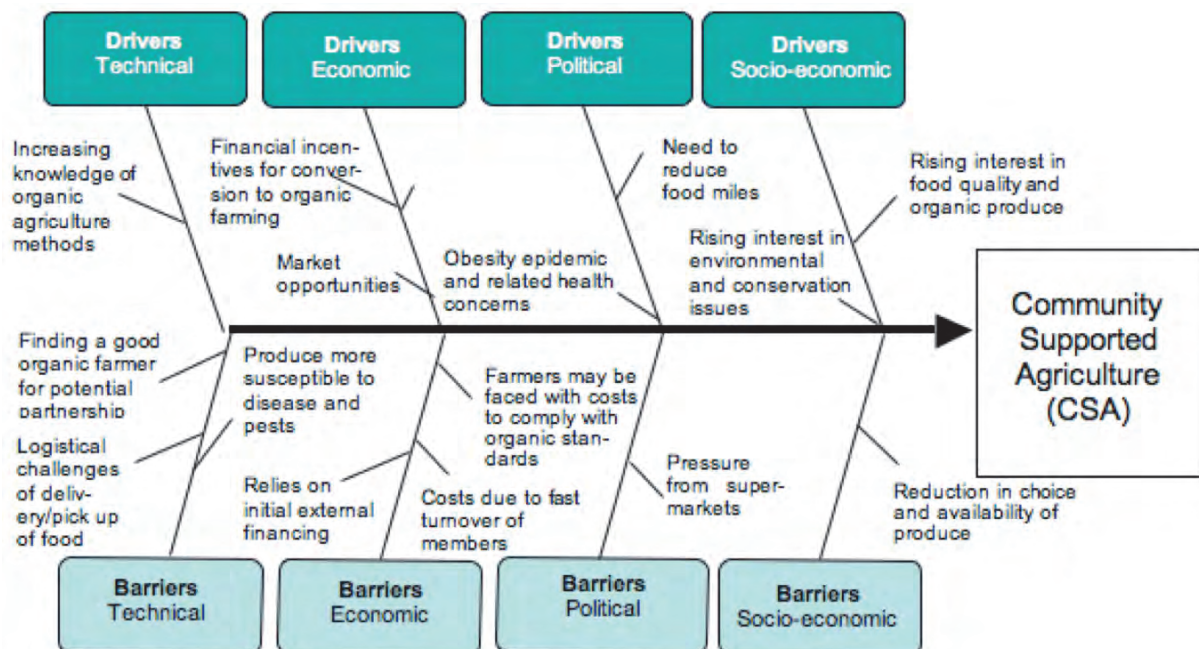 Drivers
Technical
Drivers
Economic
Drivers
Political
Drivers
Socio-economic
Increasing
knowledge of
organic
agriculture
methods
Financial incen-
tives for conver-
sion to organic
farming
Market
opportunities
Need to
reduce
food miles
Obesity epidemic
and related health
concerns
Rising interest in
food quality and
organic produce
Rising interest in
environmental
and conservation
issues
Community
Supported
Agriculture
(CSA)
Finding a good
organic farmer
for potential
partnership
Logistical
challenges
of deliv-
ery/pick up
of food
Produce more
susceptible to
disease and
pests
Relies on
initial external
financing
Farmers may be
faced with costs
to comply with
organic stan-
dards
Costs due to fast
turnover of
members
Pressure
from super-
markets
Reduction in choice
and availability of
produce
Barriers
Technical
Barriers
Economic
Barriers
Political
Barriers
Socio-economic